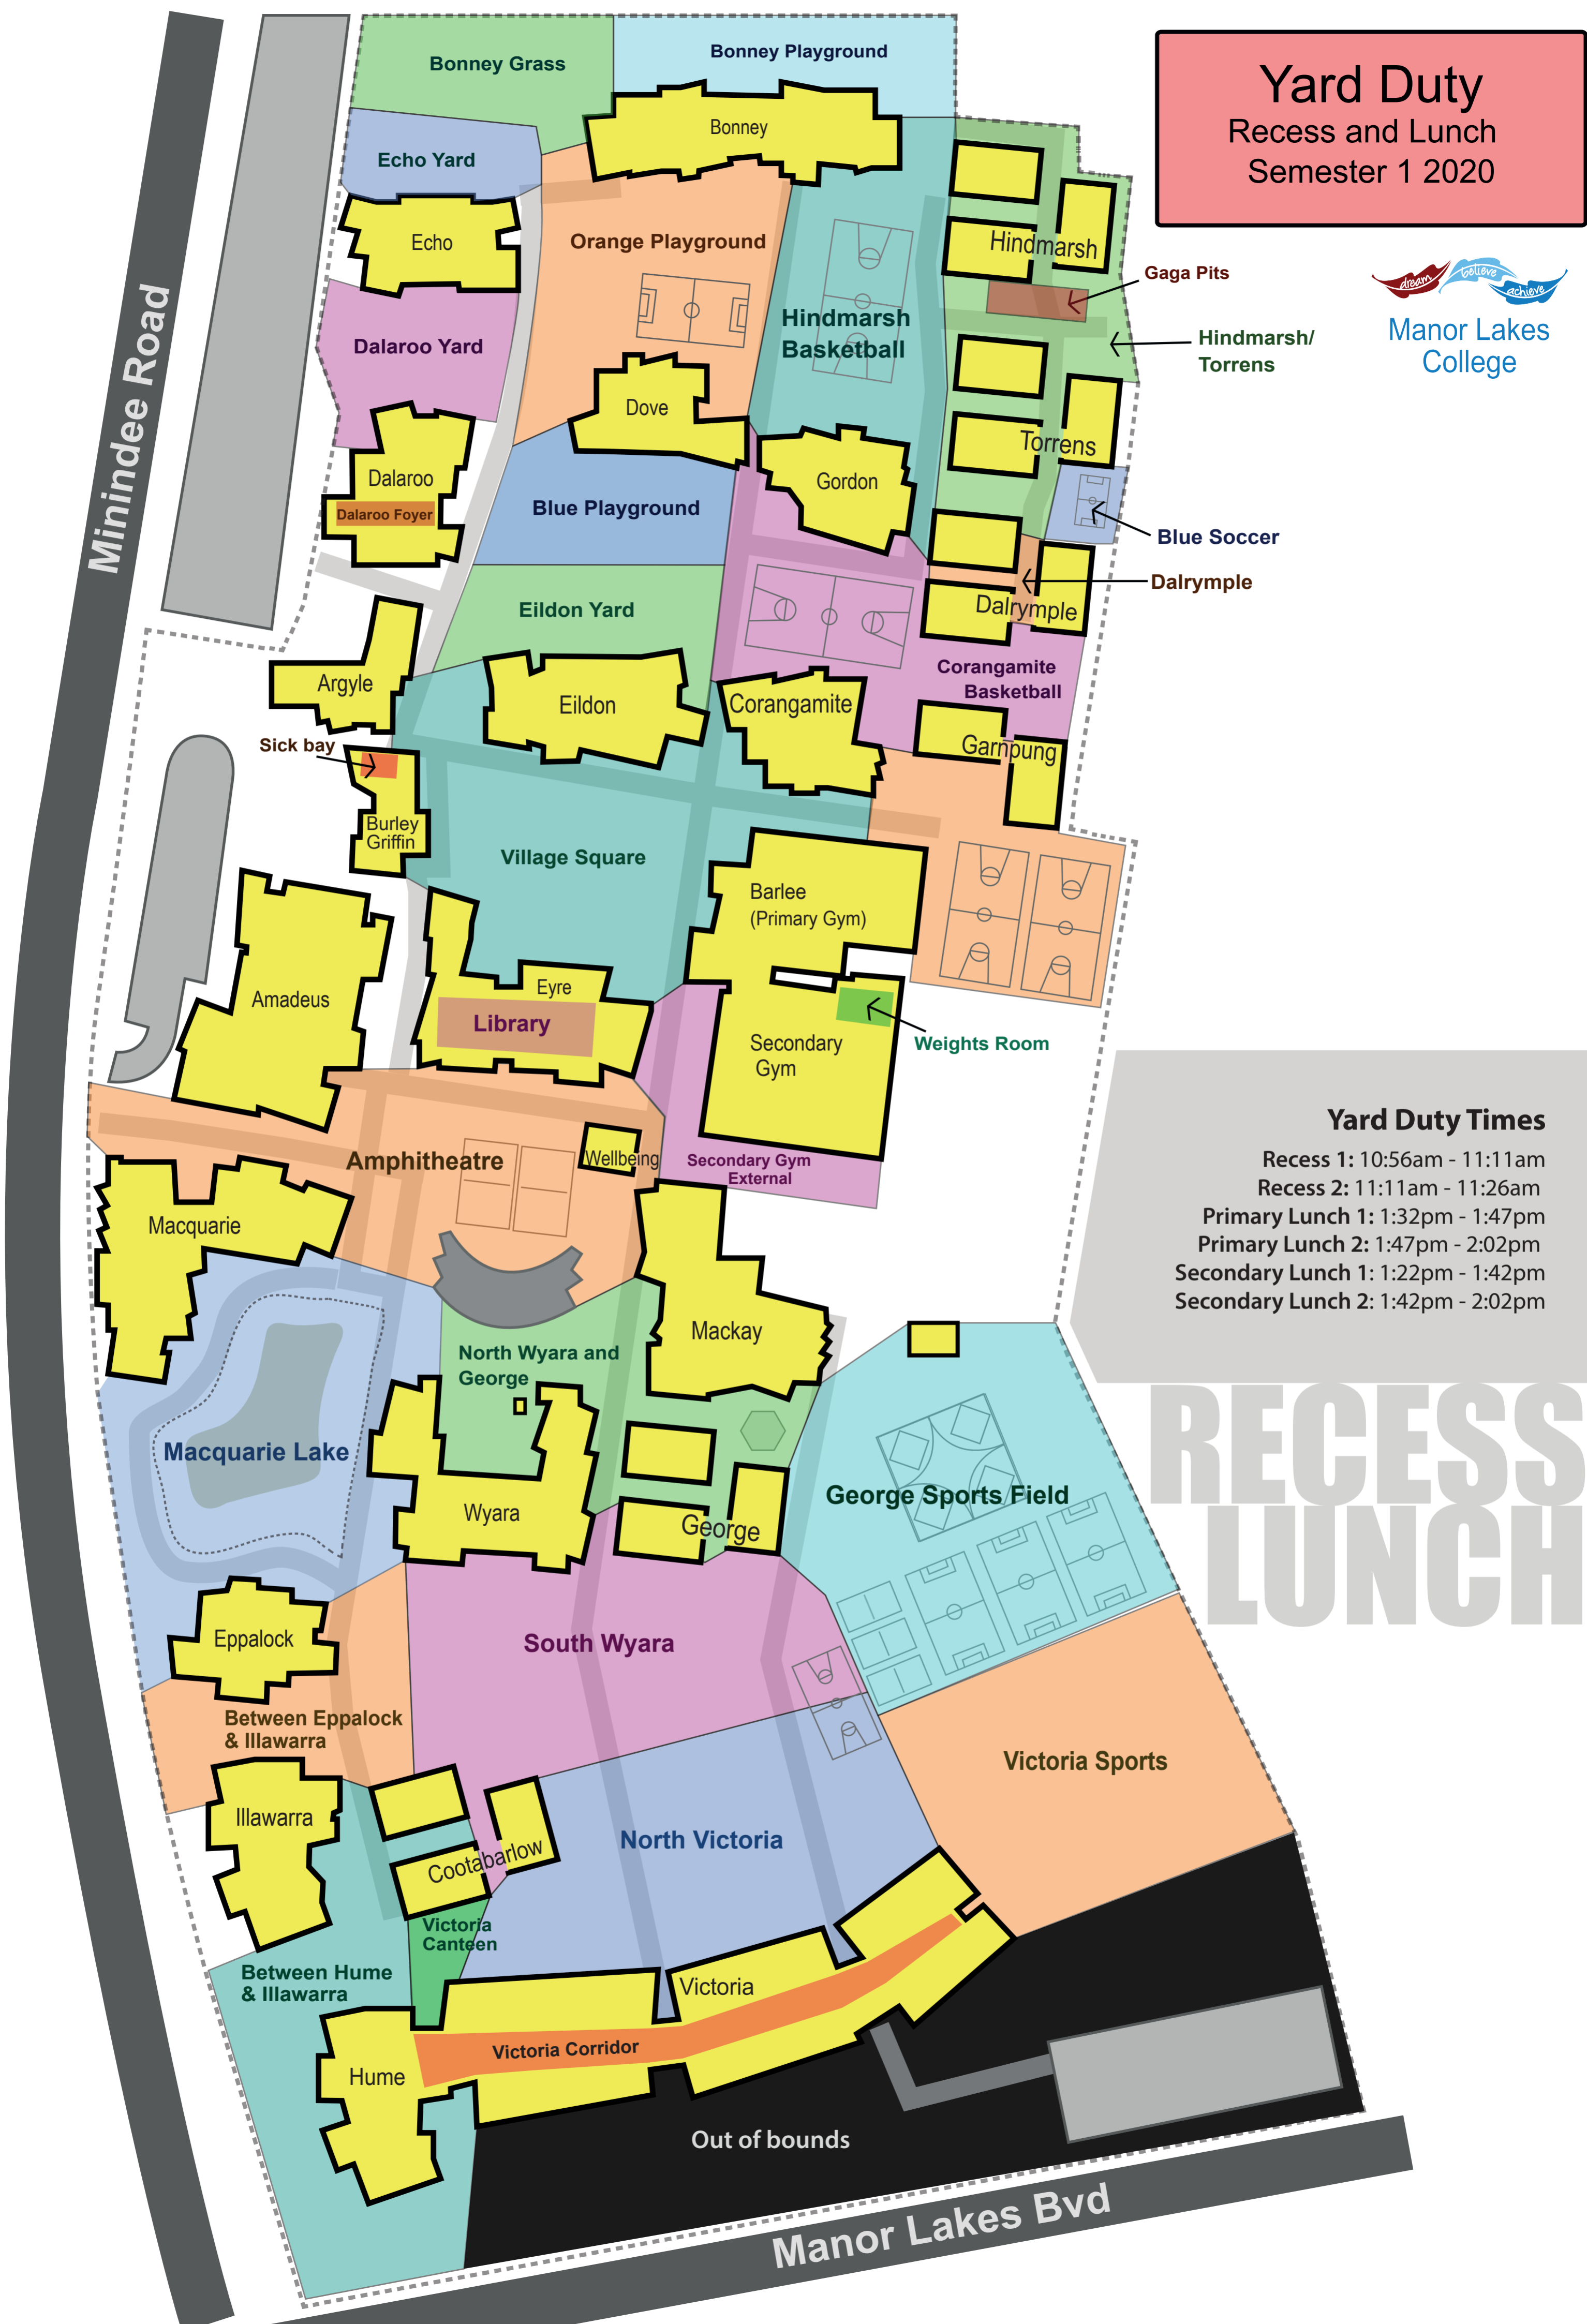 Yard Duty
Recess and Lunch
Semester 1 2020
dream
believe
achieve
Manor Lakes
College
Bonney Grass
Bonney Playground
Bonney
Echo Yard
Echo
Orange Playground
Hindmarsh
Gaga Pits
Hindmarsh/
Torrens
Hindmarsh
Basketball
Dalaroo Yard
Minindee Road
Dove
Torrens
Dalaroo
Dalaroo Foyer
Gordon
Blue Playground
Blue Soccer
Dalrymple
Dalrymple
Eildon Yard
Corangamite
Basketball
Argyle
Eildon
Corangamite
Garnpung
Sick bay
Burley
Griffin
Village Square
Barlee
(Primary Gym)
Amadeus
Eyre
Library
Secondary
Gym
Weights Room
Yard Duty Times
Recess 1: 10:56am - 11:11am
Recess 2: 11:11am - 11:26am
Primary Lunch 1: 1:32pm - 1:47pm
Primary Lunch 2: 1:47pm - 2:02pm
Secondary Lunch 1: 1:22pm - 1:42pm
Secondary Lunch 2: 1:42pm - 2:02pm
Amphitheatre
Wellbeing
Secondary Gym
External
Macquarie
Mackay
North Wyara and
George
RECESS
LUNCH
Macquarie Lake
Wyara
George
George Sports Field
Eppalock
South Wyara
Between Eppalock
& Illawarra
Victoria Sports
Illawarra
Cootabarlow
North Victoria
Victoria
Canteen
Between Hume
& Illawarra
Victoria
Victoria Corridor
Hume
Out of bounds
Manor Lakes Bvd